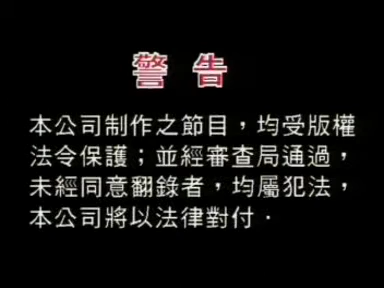 警 告
本公司制作之節目，均受版權
法令保護；並經審查局通過，
未經同意翻錄者，均屬犯法，
本公司將以法律對付．